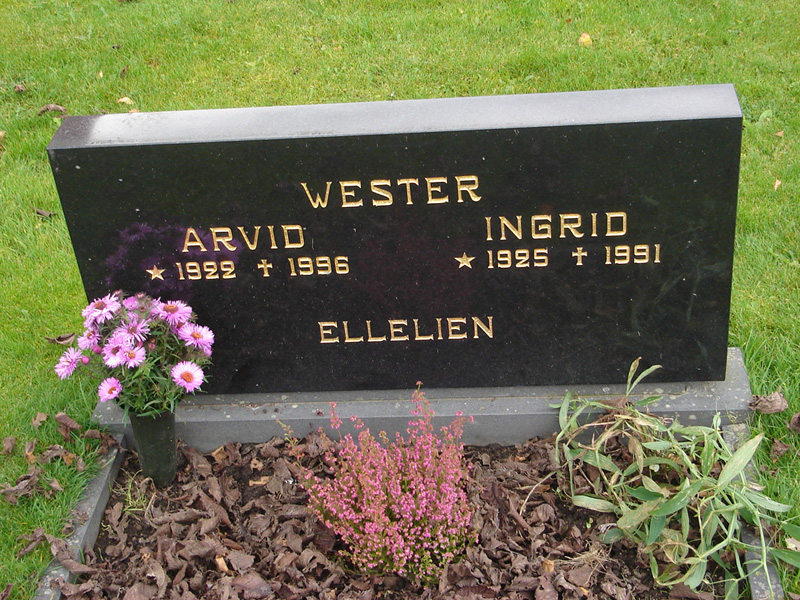 WESTER
ARVID INGRID
★ 1922 ✝ 1996 ★ 1925 ✝ 1991
ELLELIEN